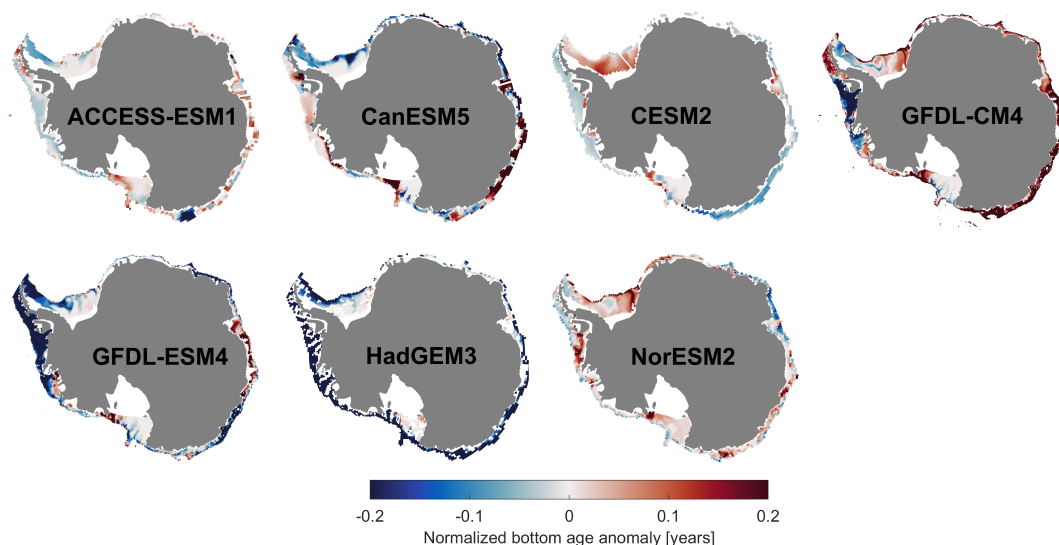 ACCESS-ESM1
CanESM5
CESM2
GFDL-CM4
GFDL-ESM4
HadGEM3
NorESM2
-0.2 -0.1 0 0.1 0.2
Normalized bottom age anomaly [years]